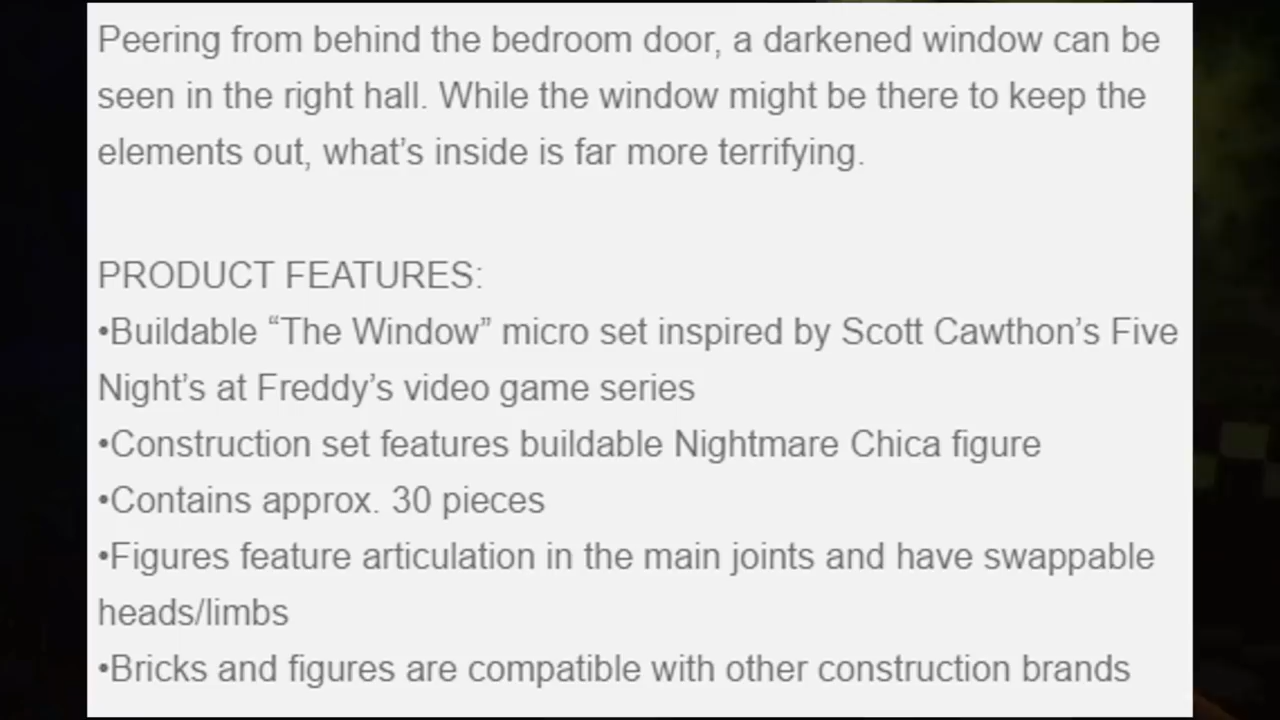 Peering from behind the bedroom door, a darkened window can be
seen in the right hall. While the window might be there to keep the
elements out, what’s inside is far more terrifying.
PRODUCT FEATURES:
•Buildable “The Window” micro set inspired by Scott Cawthon’s Five
Night’s at Freddy’s video game series
•Construction set features buildable Nightmare Chica figure
•Contains approx. 30 pieces
•Figures feature articulation in the main joints and have swappable
heads/limbs
•Bricks and figures are compatible with other construction brands